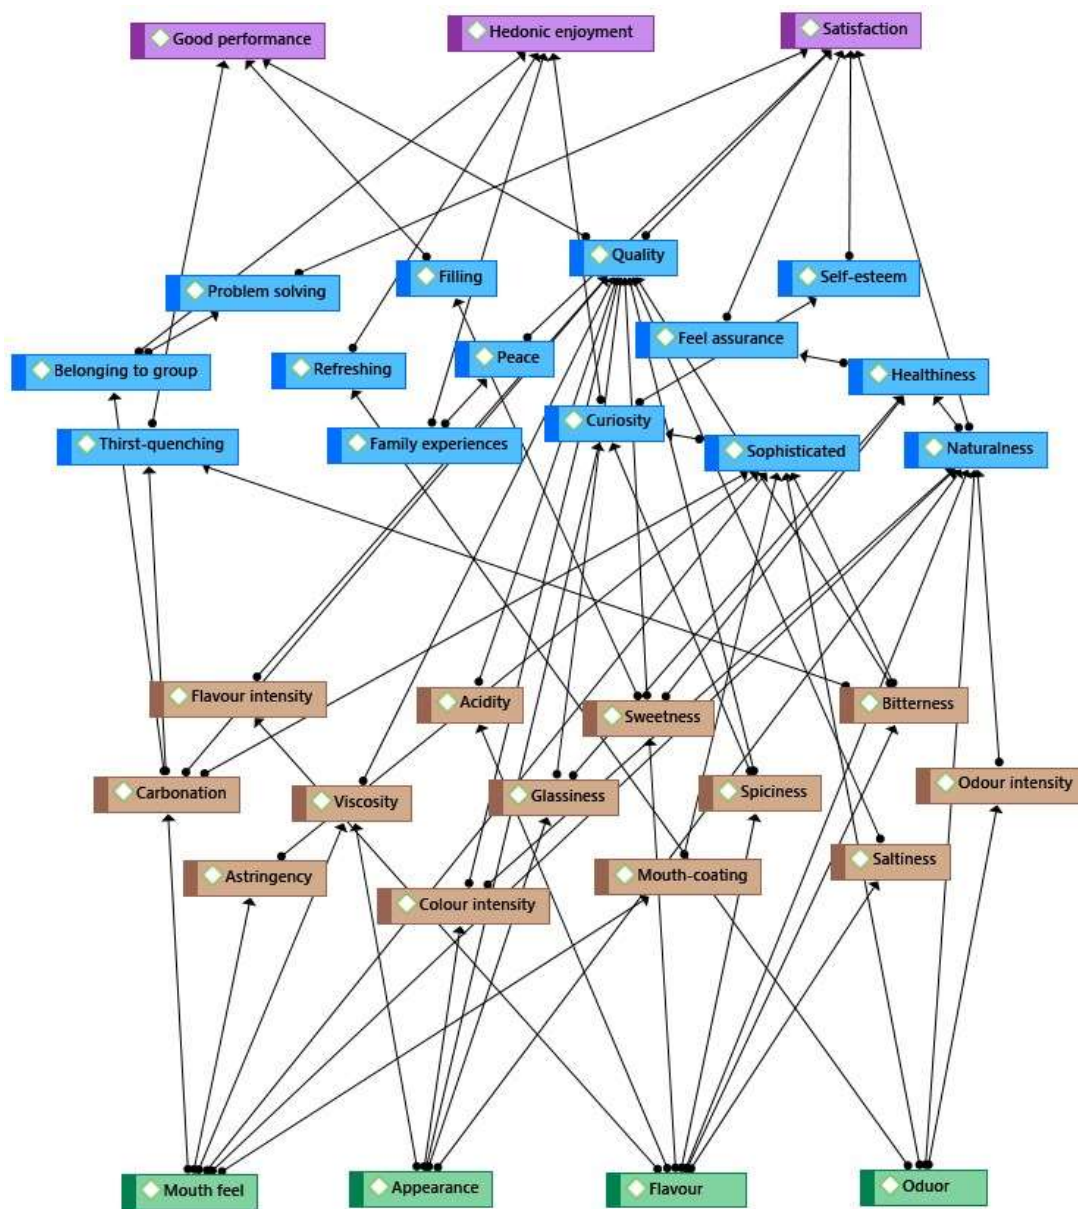 Good performance
Hedonic enjoyment
Satisfaction
Quality
Problem solving
Filling
Self-esteem
Feel assurance
Belonging to group
Refreshing
Peace
Healthiness
Thirst-quenching
Family experiences
Curiosity
Sophisticated
Naturalness
Flavour intensity
Acidity
Sweetness
Bitterness
Carbonation
Viscosity
Glassiness
Spiciness
Odour intensity
Astringency
Colour intensity
Mouth-coating
Saltiness
Mouth feel
Appearance
Flavour
Oduor